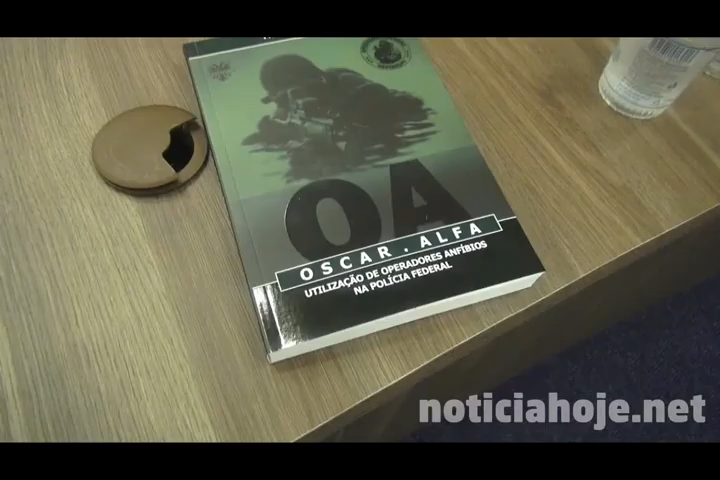 OA
OSCAR . ALFA
UTILIZAÇÃO DE OPERADORES ANFÍBIOS
NA POLÍCIA FEDERAL
noticiahoje.net